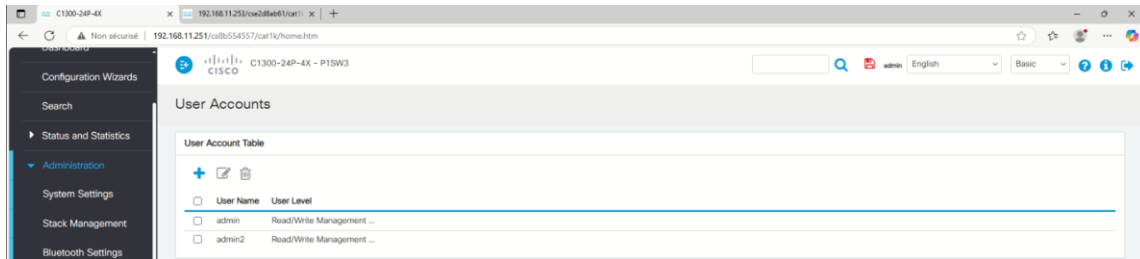 C1300-24P-4X
192.168.11.253/cse2d8ab61/cat1
Non sécurisé
192.168.11.251/cs8b554557/cat1k/home.htm
Dashboard
CISCO
C1300-24P-4X - P1SW3
admin
English
Basic
Configuration Wizards
Search
User Accounts
Status and Statistics
User Account Table
Administration
System Settings
User Name User Level
Stack Management
admin Read/Write Management ...
admin2 Read/Write Management ...
Bluetooth Settings